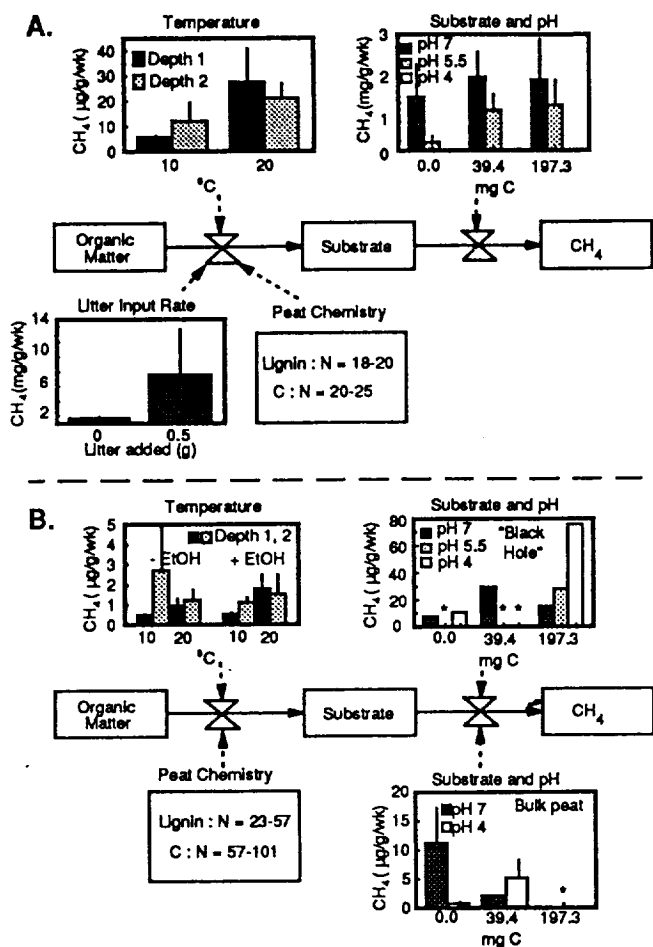 A.
Temperature
CH4 ( µg/g/wk)
50
40
30
20
10
0
Depth 1
Depth 2
10
20
°C
Substrate and pH
CH4(mg/g/wk)
3
2
1
0
pH 7
pH 5.5
pH 4
0.0
39.4
197.3
mg C
Organic
Matter
Substrate
CH4
Litter Input Rate
CH4(mg/g/wk)
14
10
6
2
0
0.5
Litter added (g)
Peat Chemistry
Lignin : N = 18-20
C : N = 20-25
B.
Temperature
CH4 ( µg/g/wk)
5
4
3
2
1
0
Depth 1, 2
- EtOH
+ EtOH
10
20
10
20
°C
Substrate and pH
CH4 ( µg/g/wk)
80
60
40
20
0
pH 7
pH 5.5
pH 4
"Black
Hole"
*
* *
0.0
39.4
197.3
mg C
Organic
Matter
Substrate
CH4
Peat Chemistry
Lignin : N = 23-57
C : N = 57-101
Substrate and pH
CH4 ( µg/g/wk)
20
15
10
5
0
pH 7
pH 4
Bulk peat
*
0.0
39.4
197.3
mg C